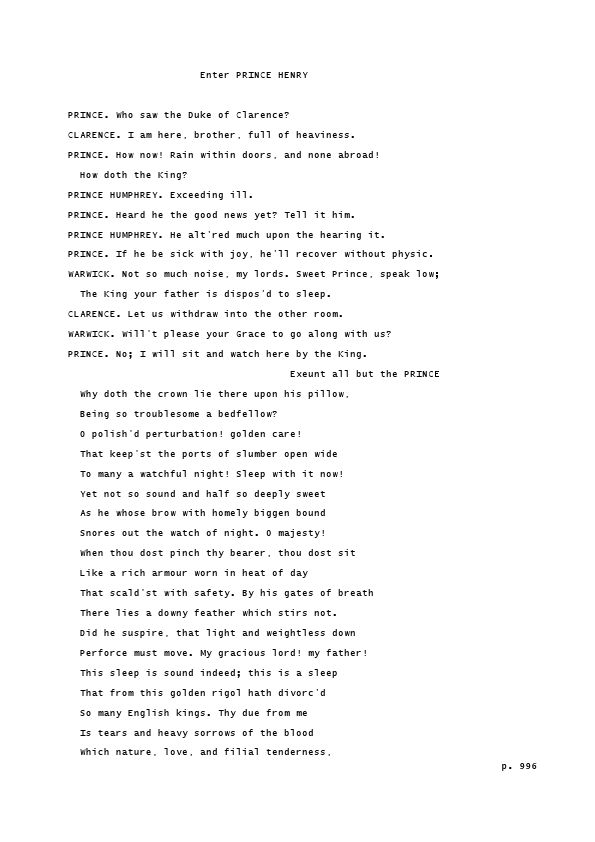 Enter PRINCE HENRY
PRINCE. Who saw the Duke of Clarence?
CLARENCE. I am here, brother, full of heaviness.
PRINCE. How now! Rain within doors, and none abroad!
How doth the King?
PRINCE HUMPHREY. Exceeding ill.
PRINCE. Heard he the good news yet? Tell it him.
PRINCE HUMPHREY. He alt'red much upon the hearing it.
PRINCE. If he be sick with joy, he'll recover without physic.
WARWICK. Not so much noise, my lords. Sweet Prince, speak low;
The King your father is dispos'd to sleep.
CLARENCE. Let us withdraw into the other room.
WARWICK. Will't please your Grace to go along with us?
PRINCE. No; I will sit and watch here by the King.
Exeunt all but the PRINCE
Why doth the crown lie there upon his pillow,
Being so troublesome a bedfellow?
O polish'd perturbation! golden care!
That keep'st the ports of slumber open wide
To many a watchful night! Sleep with it now!
Yet not so sound and half so deeply sweet
As he whose brow with homely biggen bound
Snores out the watch of night. O majesty!
When thou dost pinch thy bearer, thou dost sit
Like a rich armour worn in heat of day
That scald'st with safety. By his gates of breath
There lies a downy feather which stirs not.
Did he suspire, that light and weightless down
Perforce must move. My gracious lord! my father!
This sleep is sound indeed; this is a sleep
That from this golden rigol hath divorc'd
So many English kings. Thy due from me
Is tears and heavy sorrows of the blood
Which nature, love, and filial tenderness,
p. 996